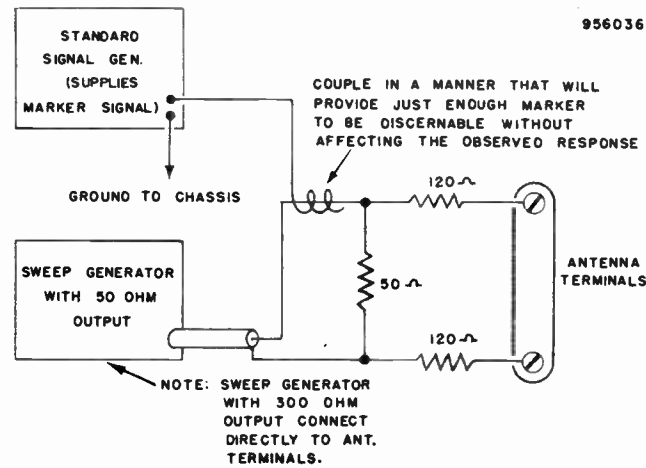 956036
STANDARD
SIGNAL GEN.
(SUPPLIES
MARKER SIGNAL)
COUPLE IN A MANNER THAT WILL
PROVIDE JUST ENOUGH MARKER
TO BE DISCERNABLE WITHOUT
AFFECTING THE OBSERVED RESPONSE
GROUND TO CHASSIS
120 Ω
SWEEP GENERATOR
WITH 50 OHM
OUTPUT
50 Ω
ANTENNA
TERMINALS
120 Ω
NOTE: SWEEP GENERATOR
WITH 300 OHM
OUTPUT CONNECT
DIRECTLY TO ANT.
TERMINALS.